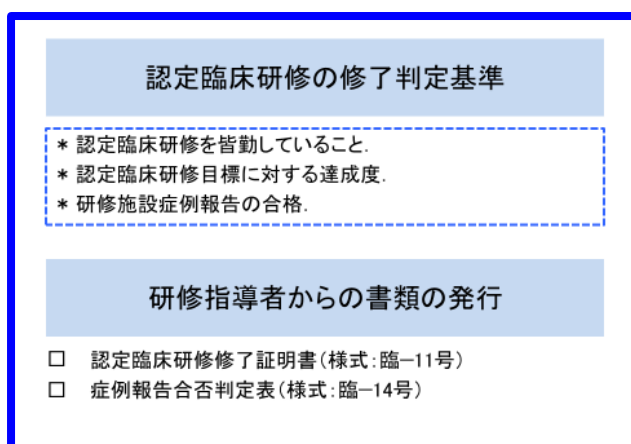 認定臨床研修の修了判定基準
* 認定臨床研修を皆勤していること.
* 認定臨床研修目標に対する達成度.
* 研修施設症例報告の合格.
研修指導者からの書類の発行
□ 認定臨床研修修了証明書(様式:臨ー11号)
□ 症例報告合否判定表(様式:臨ー14号)